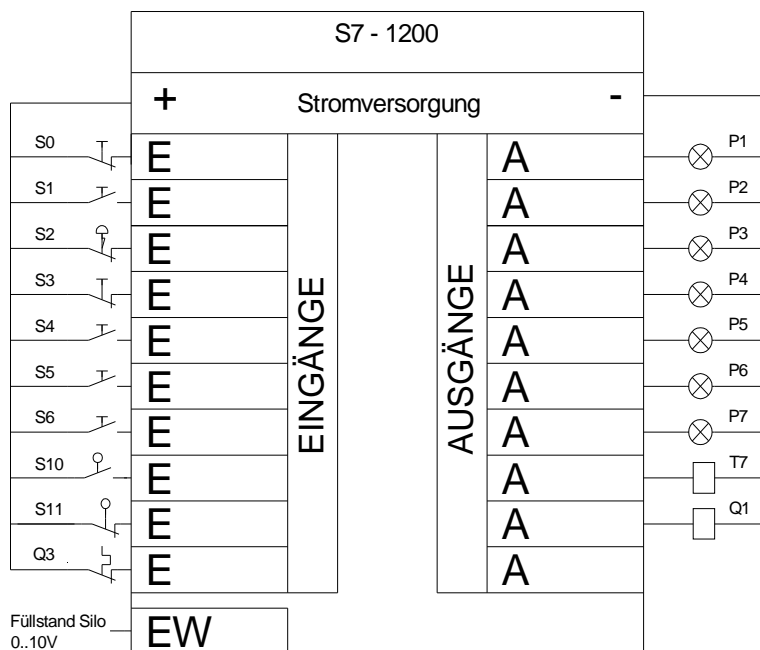 S7 - 1200
+ Stromversorgung -
S0 E A P1
S1 E A P2
S2 E A P3
S3 E A P4
S4 E A P5
S5 E A P6
S6 E A P7
S10 E A T7
S11 E A Q1
Q3 E A
EINGÄNGE
AUSGÄNGE
Füllstand Silo
0..10V
EW